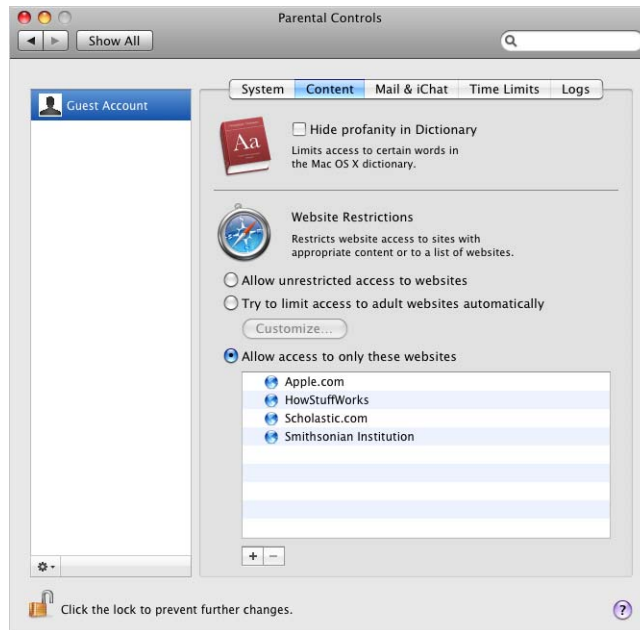 Parental Controls
Show All
Guest Account
System Content Mail & iChat Time Limits Logs
Aa
Hide profanity in Dictionary
Limits access to certain words in
the Mac OS X dictionary.
Website Restrictions
Restricts website access to sites with
appropriate content or to a list of websites.
Allow unrestricted access to websites
Try to limit access to adult websites automatically
Customize...
Allow access to only these websites
Apple.com
HowStuffWorks
Scholastic.com
Smithsonian Institution
+ −
Click the lock to prevent further changes.
?